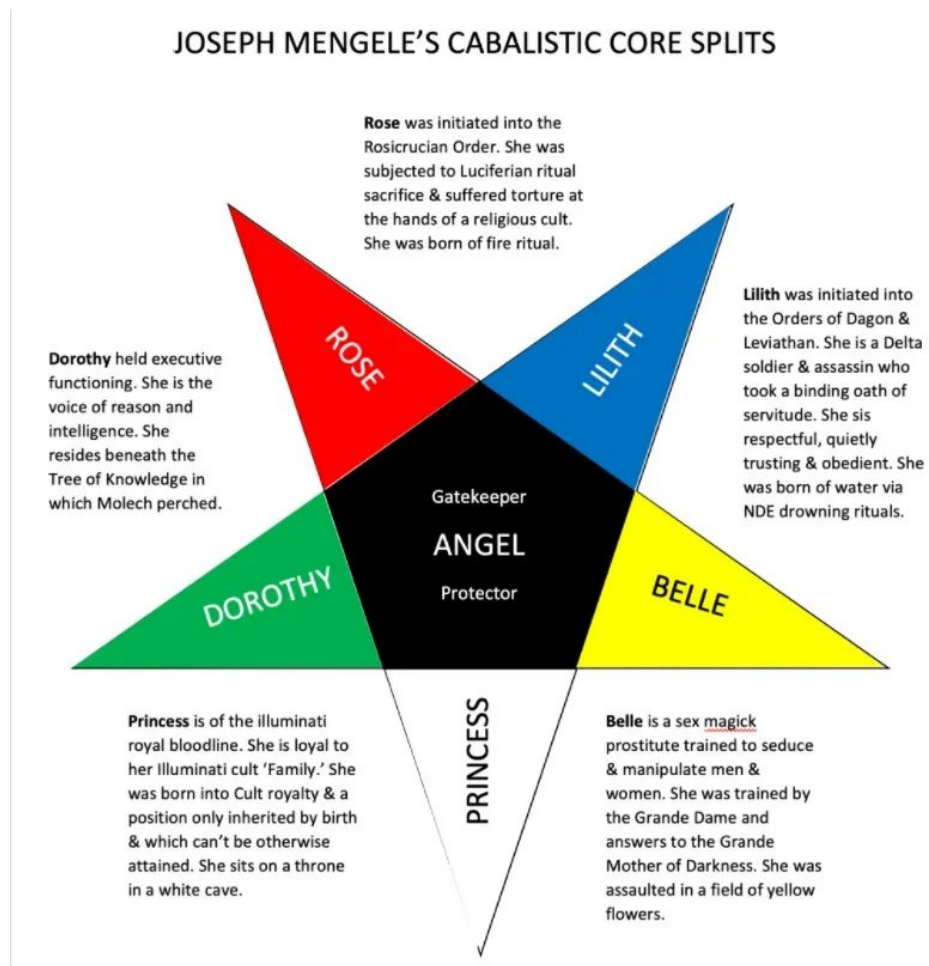 JOSEPH MENGELE'S CABALISTIC CORE SPLITS
Rose was initiated into the
Rosicrucian Order. She was
subjected to Luciferian ritual
sacrifice & suffered torture at
the hands of a religious cult.
She was born of fire ritual.
Lilith was initiated into
the Orders of Dagon &
Leviathan. She is a Delta
soldier & assassin who
took a binding oath of
servitude. She sis
respectful, quietly
trusting & obedient. She
was born of water via
NDE drowning rituals.
Dorothy held executive
functioning. She is the
voice of reason and
intelligence. She
resides beneath the
Tree of Knowledge in
which Molech perched.
ROSE
LILITH
Gatekeeper
ANGEL
Protector
DOROTHY
BELLE
PRINCESS
Princess is of the illuminati
royal bloodline. She is loyal to
her Illuminati cult ‘Family.’ She
was born into Cult royalty & a
position only inherited by birth
& which can't be otherwise
attained. She sits on a throne
in a white cave.
Belle is a sex magick
prostitute trained to seduce
& manipulate men &
women. She was trained by
the Grande Dame and
answers to the Grande
Mother of Darkness. She was
assaulted in a field of yellow
flowers.